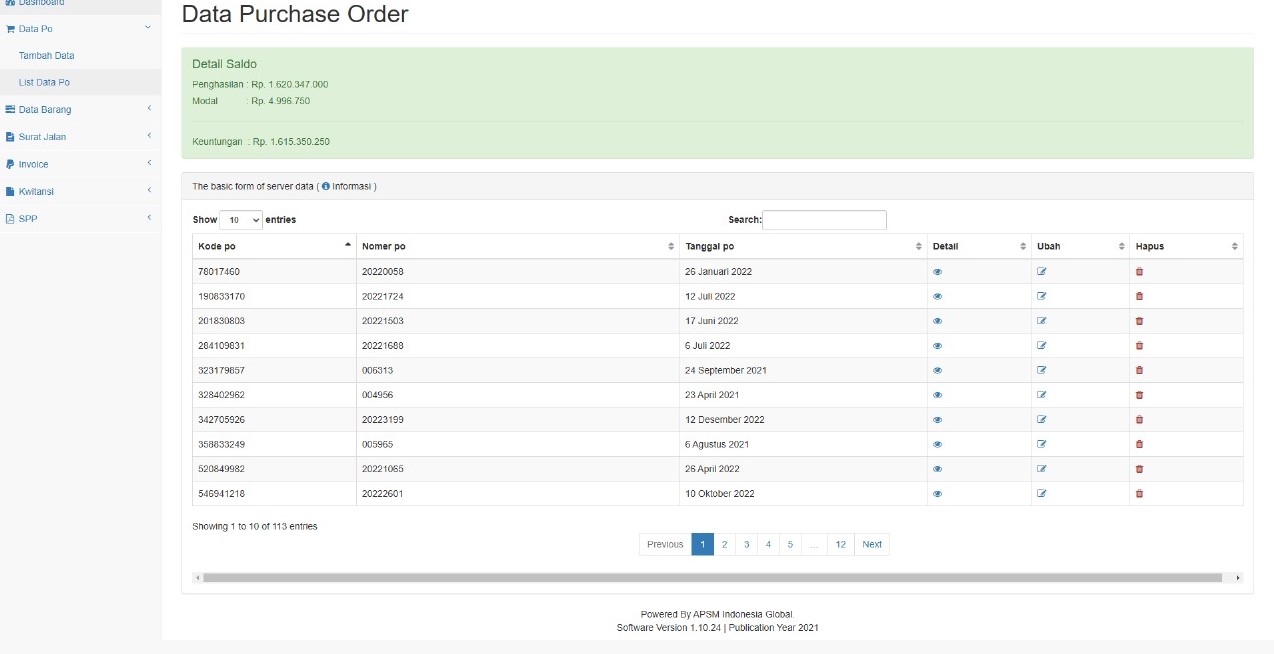 Dashboard
Data Po
Tambah Data
List Data Po
Data Barang
Surat Jalan
Invoice
Kwitansi
SPP
Data Purchase Order
Detail Saldo
Penghasilan : Rp. 1.620.347.000
Modal : Rp. 4.996.750
Keuntungan : Rp. 1.615.350.250
The basic form of server data ( Informasi )
Show 10 entries Search:
Kode po Nomer po Tanggal po Detail Ubah Hapus
78017460 20220058 26 Januari 2022
190833170 20221724 12 Juli 2022
201830803 20221503 17 Juni 2022
284109831 20221688 6 Juli 2022
323179857 006313 24 September 2021
328402962 004956 23 April 2021
342705926 20223199 12 Desember 2022
358833249 005965 6 Agustus 2021
520849982 20221065 26 April 2022
546941218 20222601 10 Oktober 2022
Showing 1 to 10 of 113 entries
Previous 1 2 3 4 5 ... 12 Next
Powered By APSM Indonesia Global.
Software Version 1.10.24 | Publication Year 2021